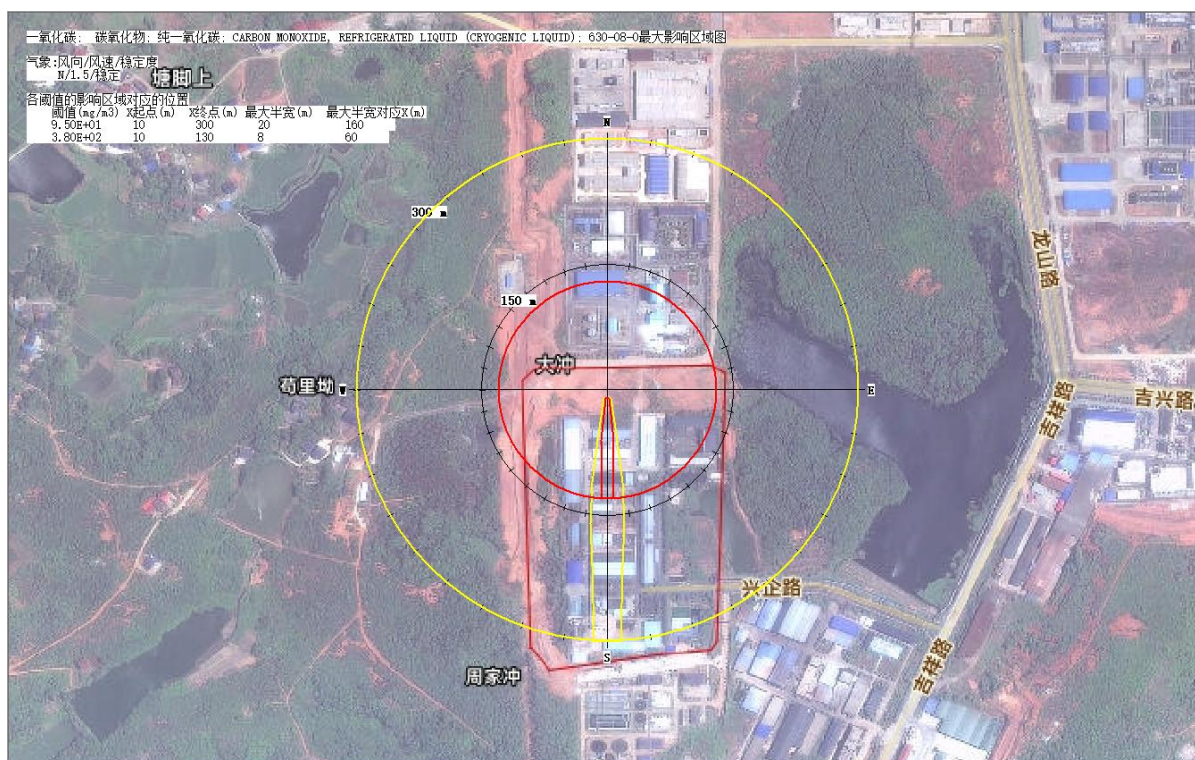 一氧化碳; 碳氧化物; 纯一氧化碳; CARBON MONOXIDE, REFRIGERATED LIQUID (CRYOGENIC LIQUID); 630-08-0最大影响区域图
气象:风向/风速/稳定度
N/1.5/稳定
各阈值的影响区域对应的位置
阈值(mg/m3) X起点(m) X终点(m) 最大半宽(m) 最大半宽对应X(m)
9.50E+01 10 300 20 160
3.80E+02 10 130 8 60
塘脚上
N
300 m
150 m
龙山路
大冲
荀里坳
W
E
吉兴路
吉祥路
兴企路
S
周家冲
吉祥路